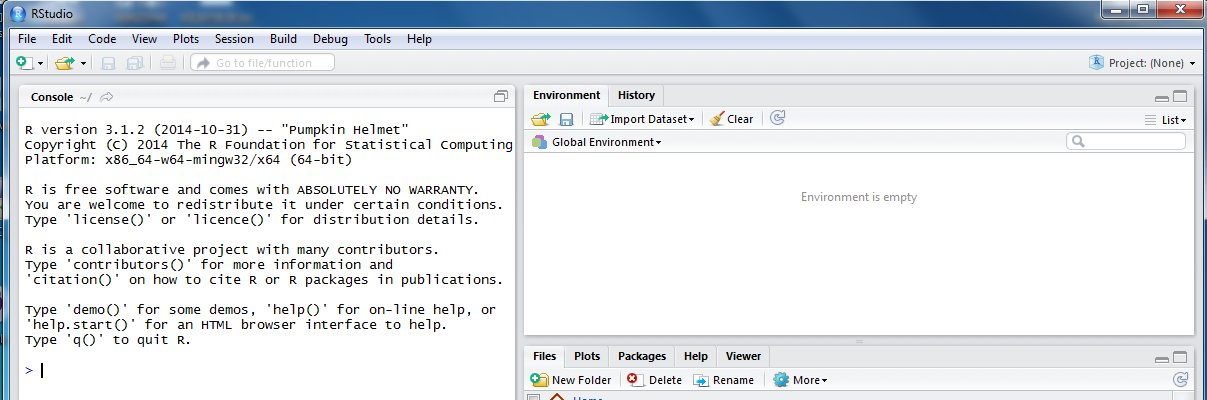 RStudio
File Edit Code View Plots Session Build Debug Tools Help
Go to file/function
Project: (None)
Console ~/
R version 3.1.2 (2014-10-31) -- "Pumpkin Helmet"
Copyright (C) 2014 The R Foundation for Statistical Computing
Platform: x86_64-w64-mingw32/x64 (64-bit)
R is free software and comes with ABSOLUTELY NO WARRANTY.
You are welcome to redistribute it under certain conditions.
Type 'license()' or 'licence()' for distribution details.
R is a collaborative project with many contributors.
Type 'contributors()' for more information and
'citation()' on how to cite R or R packages in publications.
Type 'demo()' for some demos, 'help()' for on-line help, or
'help.start()' for an HTML browser interface to help.
Type 'q()' to quit R.
>
Environment History
Import Dataset Clear List
Global Environment
Environment is empty
Files Plots Packages Help Viewer
New Folder Delete Rename More
Home